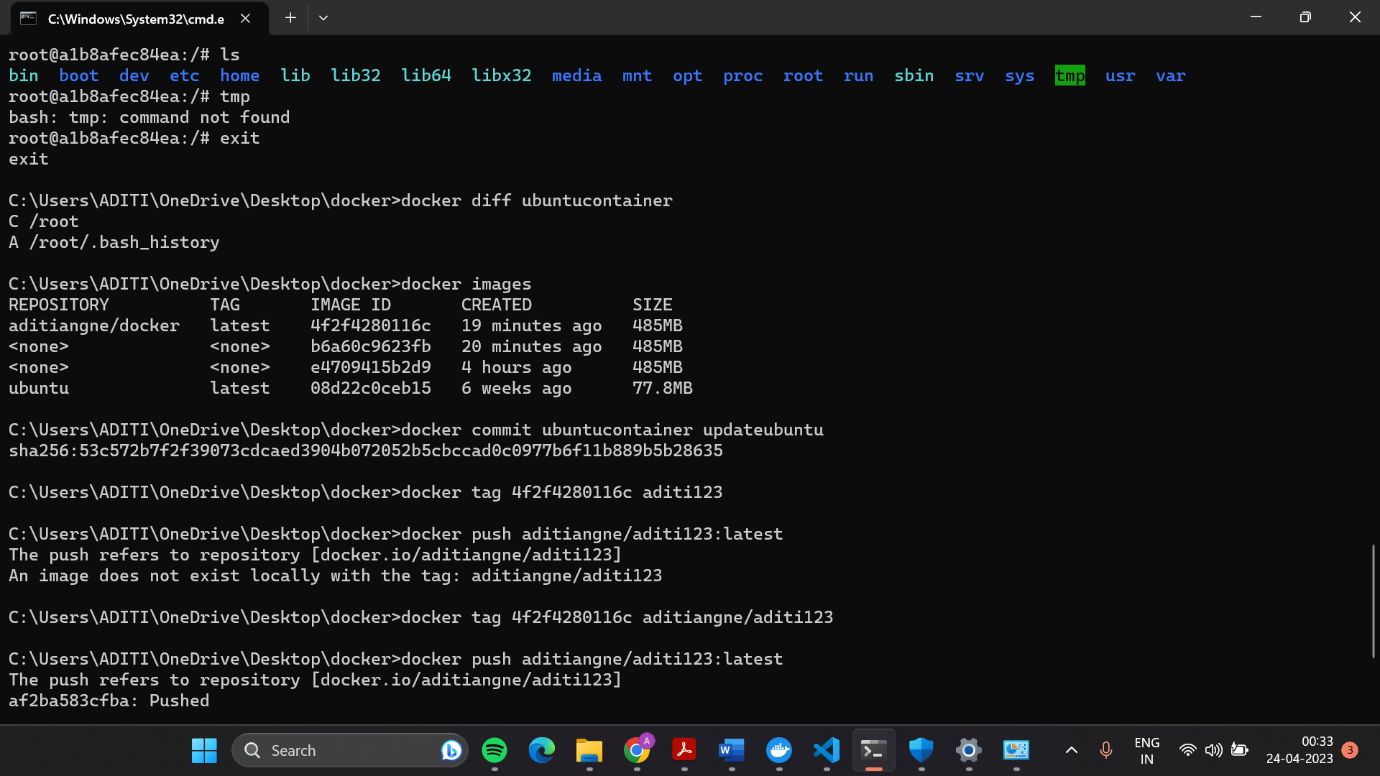 C:\Windows\System32\cmd.e
root@a1b8afec84ea:/# ls
bin boot dev etc home lib lib32 lib64 libx32 media mnt opt proc root run sbin srv sys tmp usr var
root@a1b8afec84ea:/# tmp
bash: tmp: command not found
root@a1b8afec84ea:/# exit
exit
C:\Users\ADITI\OneDrive\Desktop\docker>docker diff ubuntucontainer
C /root
A /root/.bash_history
C:\Users\ADITI\OneDrive\Desktop\docker>docker images
REPOSITORY TAG IMAGE ID CREATED SIZE
aditiangne/docker latest 4f2f4280116c 19 minutes ago 485MB
<none> <none> b6a60c9623fb 20 minutes ago 485MB
<none> <none> e4709415b2d9 4 hours ago 485MB
ubuntu latest 08d22c0ceb15 6 weeks ago 77.8MB
C:\Users\ADITI\OneDrive\Desktop\docker>docker commit ubuntucontainer updateubuntu
sha256:53c572b7f2f39073cdcaed3904b072052b5cbccad0c0977b6f11b889b5b28635
C:\Users\ADITI\OneDrive\Desktop\docker>docker tag 4f2f4280116c aditi123
C:\Users\ADITI\OneDrive\Desktop\docker>docker push aditiangne/aditi123:latest
The push refers to repository [docker.io/aditiangne/aditi123]
An image does not exist locally with the tag: aditiangne/aditi123
C:\Users\ADITI\OneDrive\Desktop\docker>docker tag 4f2f4280116c aditiangne/aditi123
C:\Users\ADITI\OneDrive\Desktop\docker>docker push aditiangne/aditi123:latest
The push refers to repository [docker.io/aditiangne/aditi123]
af2ba583cfba: Pushed
Search
A
ENG
IN
00:33
24-04-2023
3